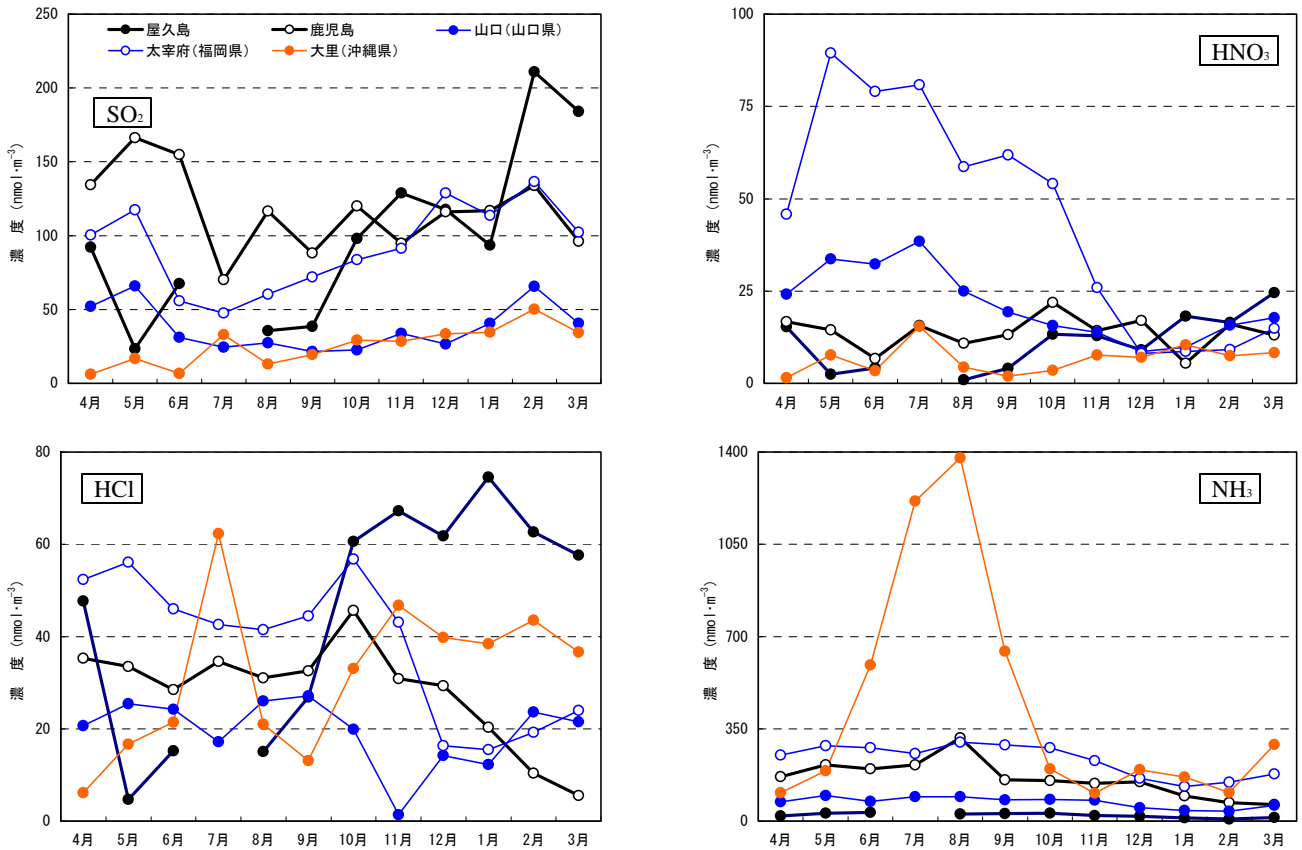 250
200
150
100
50
0
濃 度 (nmol・m⁻³)
屋久島 鹿児島 山口(山口県)
太宰府(福岡県) 大里(沖縄県)
SO₂
4月 5月 6月 7月 8月 9月 10月 11月 12月 1月 2月 3月
100
75
50
25
0
濃 度 (nmol・m⁻³)
HNO₃
4月 5月 6月 7月 8月 9月 10月 11月 12月 1月 2月 3月
80
60
40
20
0
濃 度 (nmol・m⁻³)
HCl
4月 5月 6月 7月 8月 9月 10月 11月 12月 1月 2月 3月
1400
1050
700
350
0
濃 度 (nmol・m⁻³)
NH₃
4月 5月 6月 7月 8月 9月 10月 11月 12月 1月 2月 3月